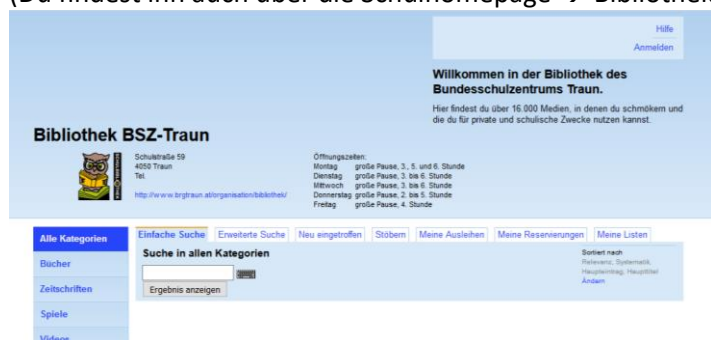 (Du findest ihn auch über die Schulhomepage → Bibliothek
Hilfe
Anmelden
Willkommen in der Bibliothek des
Bundesschulzentrums Traun.
Hier findest du über 16.000 Medien, in denen du schmökern und
die du für private und schulische Zwecke nutzen kannst.
Bibliothek BSZ-Traun
Schulstraße 59
4050 Traun
Tel.
http://www.brgtraun.at/organisation/bibliothek/
Öffnungszeiten:
Montag große Pause, 3., 5. und 6. Stunde
Dienstag große Pause, 3. bis 6. Stunde
Mittwoch große Pause, 3. bis 6. Stunde
Donnerstag große Pause, 2. bis 5. Stunde
Freitag große Pause, 4. Stunde
Alle Kategorien
Bücher
Zeitschriften
Spiele
Videos
Einfache Suche Erweiterte Suche Neu eingetroffen Stöbern Meine Ausleihen Meine Reservierungen Meine Listen
Suche in allen Kategorien
Ergebnis anzeigen
Sortiert nach
Relevanz, Systematik,
Haupteintrag, Haupttitel
Ändern